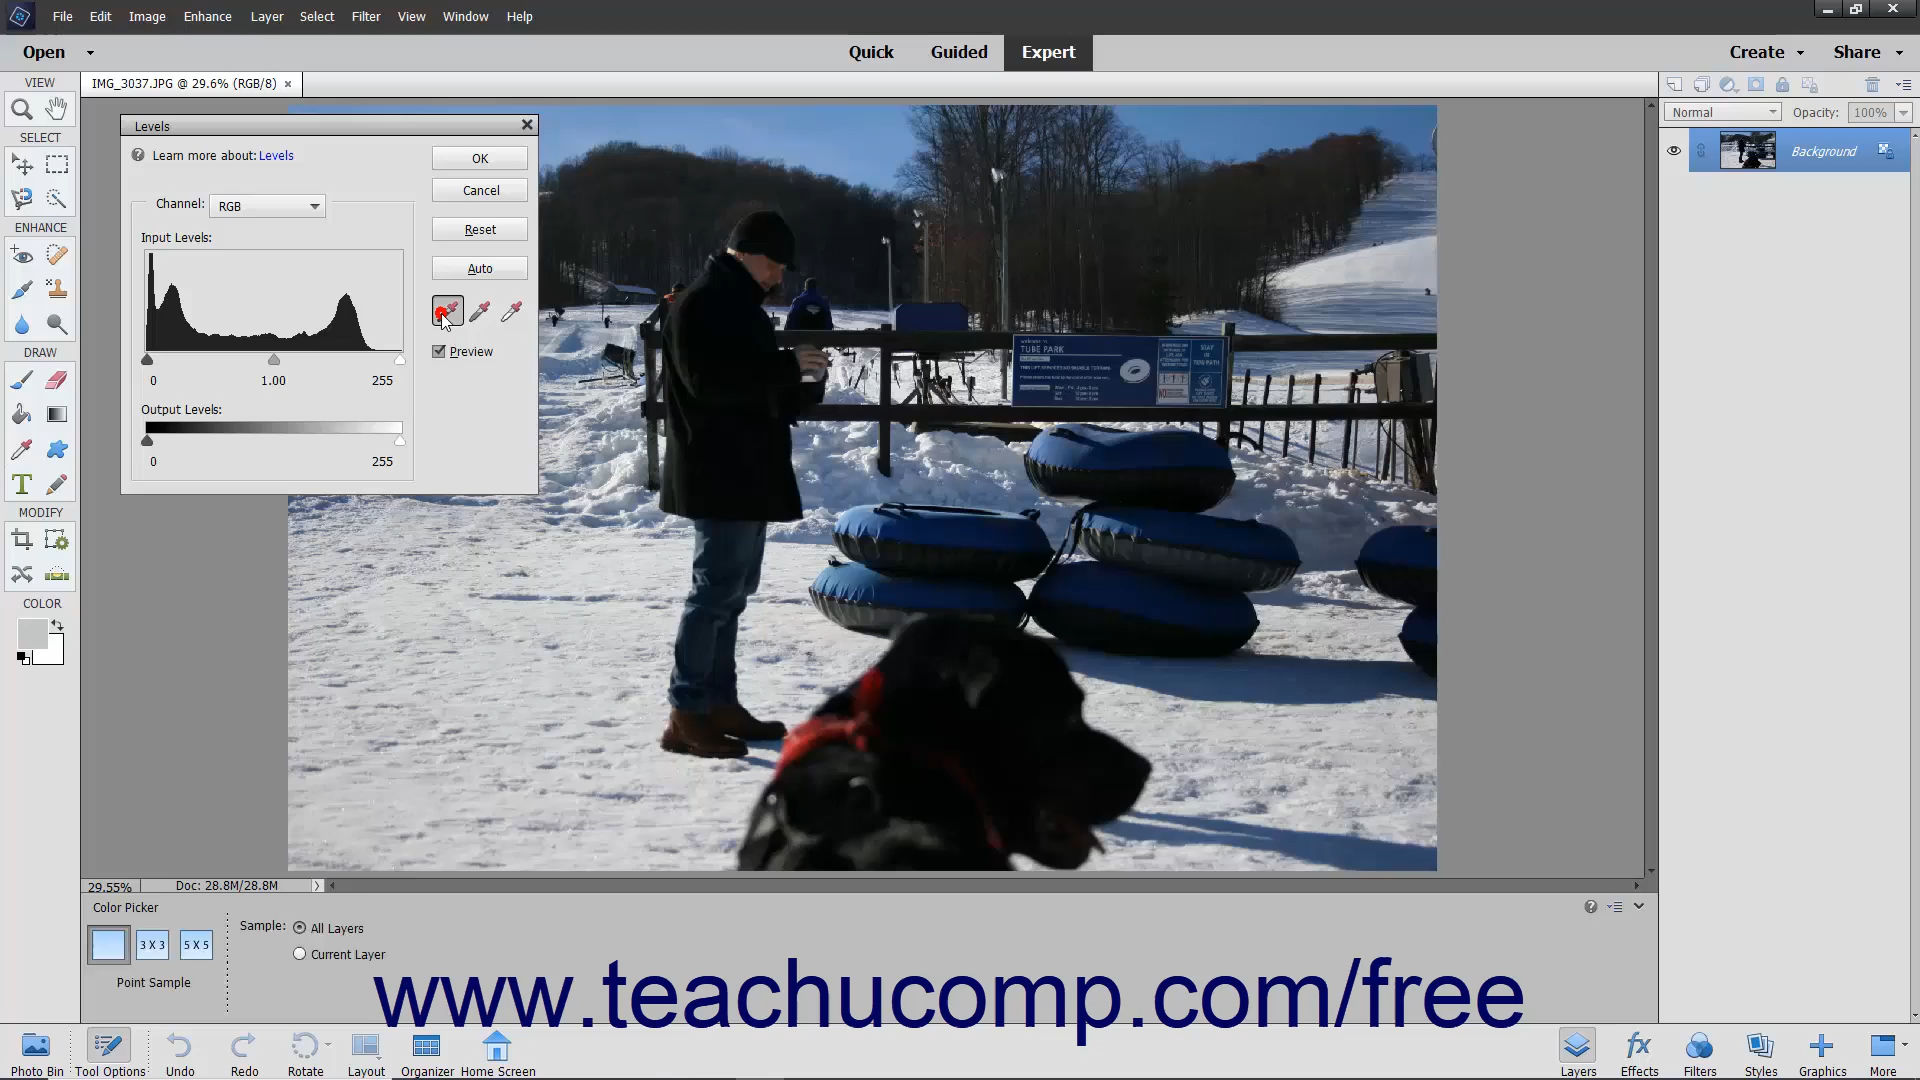 File Edit Image Enhance Layer Select Filter View Window Help
Open Quick Guided Expert Create Share
VIEW
IMG_3037.JPG @ 29.6% (RGB/8) ×
SELECT
ENHANCE
DRAW
T
MODIFY
COLOR
Levels
Learn more about: Levels
OK
Cancel
Channel: RGB
Reset
Input Levels:
Auto
Preview
0 1.00 255
Output Levels:
0 255
TUBE PARK
STAY IN
Normal Opacity: 100%
Background
29.55% Doc: 28.8M/28.8M
Color Picker
Sample: All Layers
3 X 3 5 X 5
Current Layer
Point Sample
www.teachucomp.com/free
Photo Bin Tool Options Undo Redo Rotate Layout Organizer Home Screen
fx
Layers Effects Filters Styles Graphics More